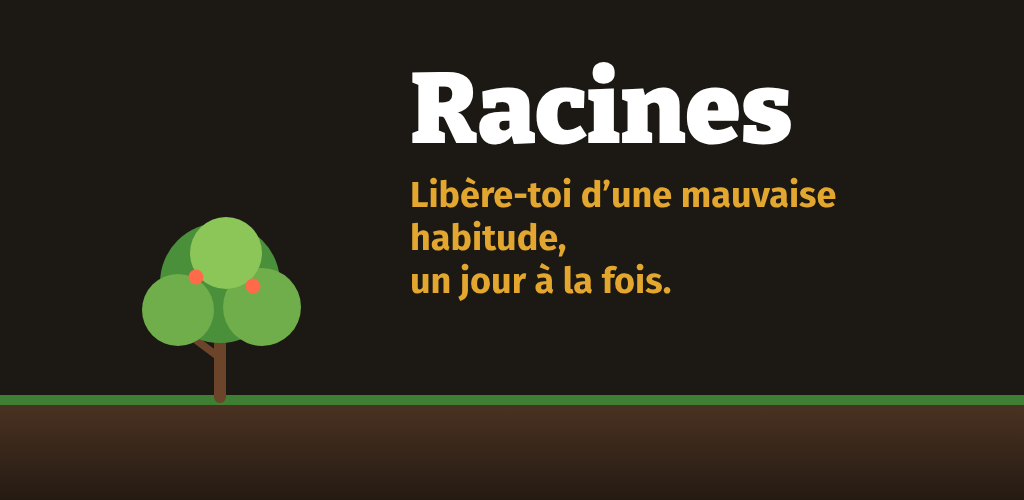 Racines
Libère-toi d’une mauvaise
habitude,
un jour à la fois.